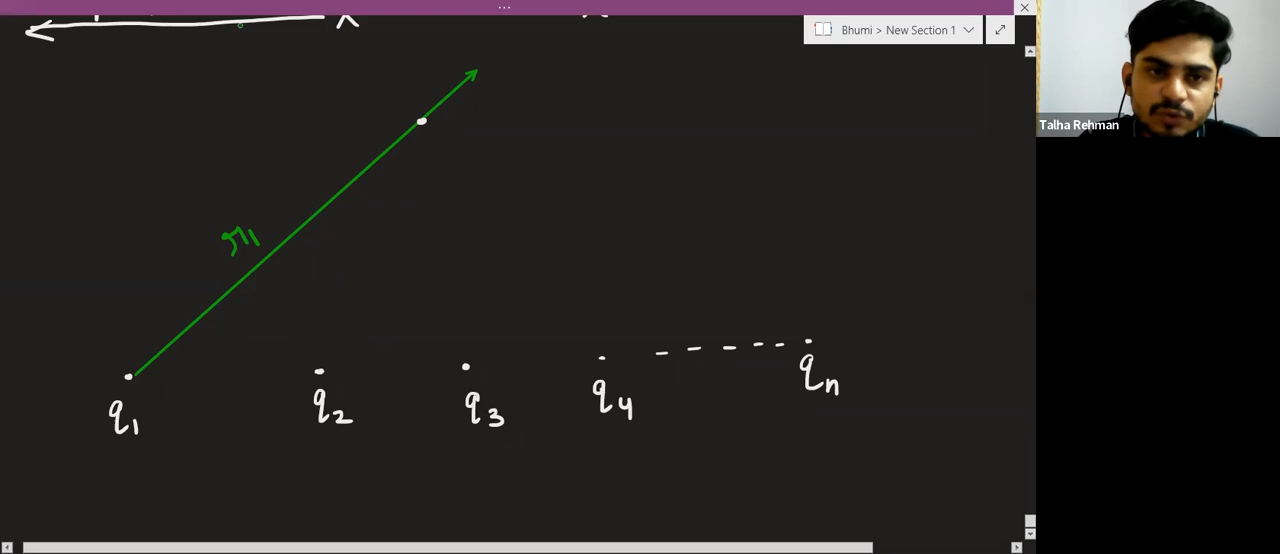 Bhumi > New Section 1
Talha Rehman
r1
q1 q2 q3 q4 - - - - - qn